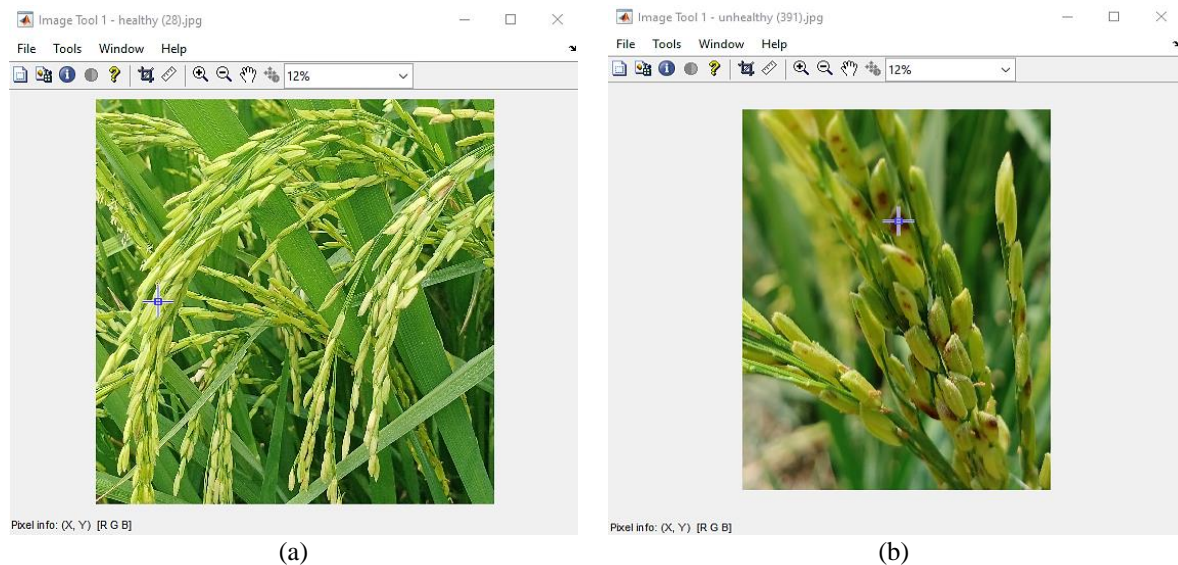 Image Tool 1 - healthy (28).jpg
File Tools Window Help
12%
Pixel info: (X, Y) [R G B]
(a)
Image Tool 1 - unhealthy (391).jpg
File Tools Window Help
12%
Pixel info: (X, Y) [R G B]
(b)